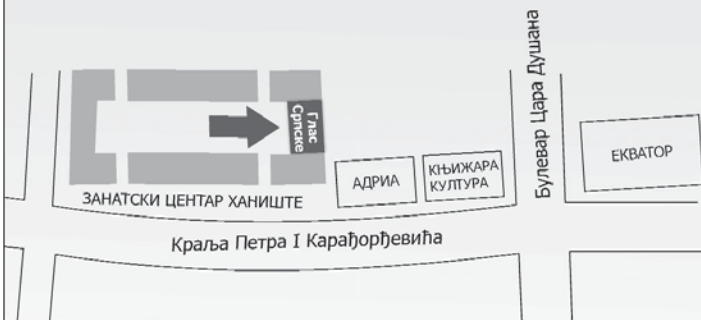 Булевар Цара Душана
Глас
Српске
ЕКВАТОР
АДРИА
КЊИЖАРА
КУЛТУРА
ЗАНАТСКИ ЦЕНТАР ХАНИШТЕ
Краља Петра I Карађорђевића